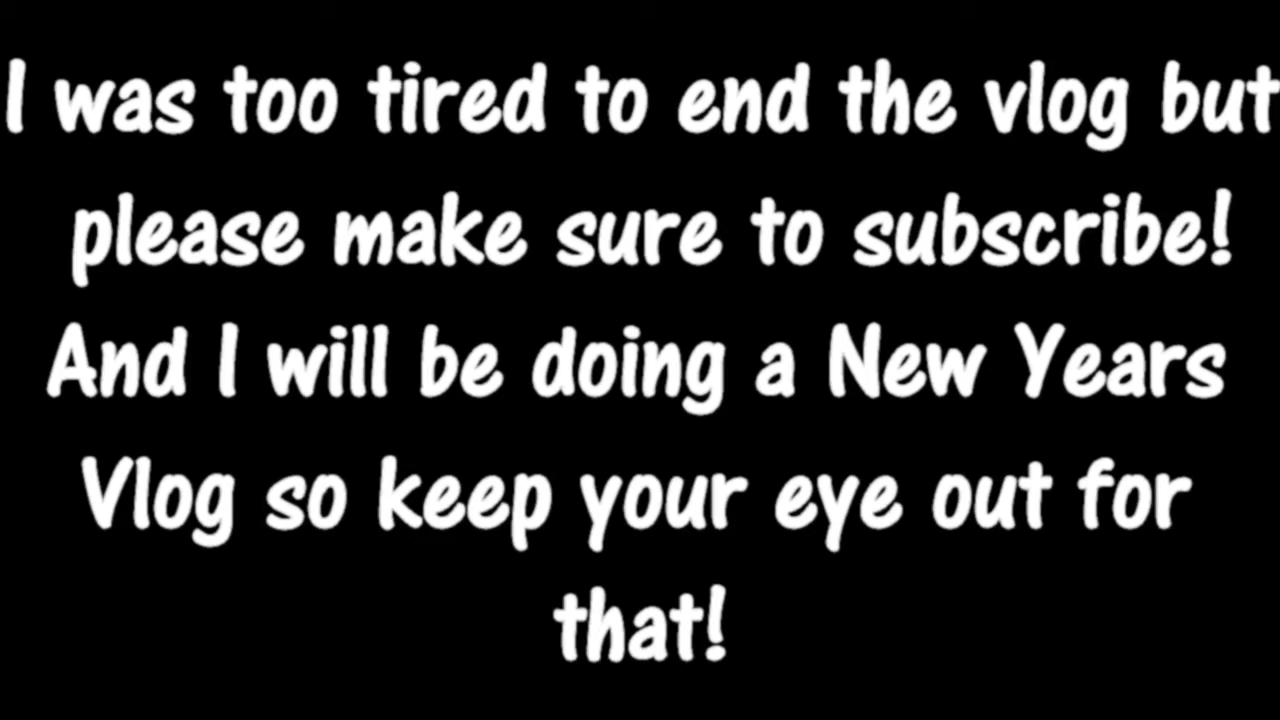 I was too tired to end the vlog but
please make sure to subscribe!
And I will be doing a New Years
Vlog so keep your eye out for
that!